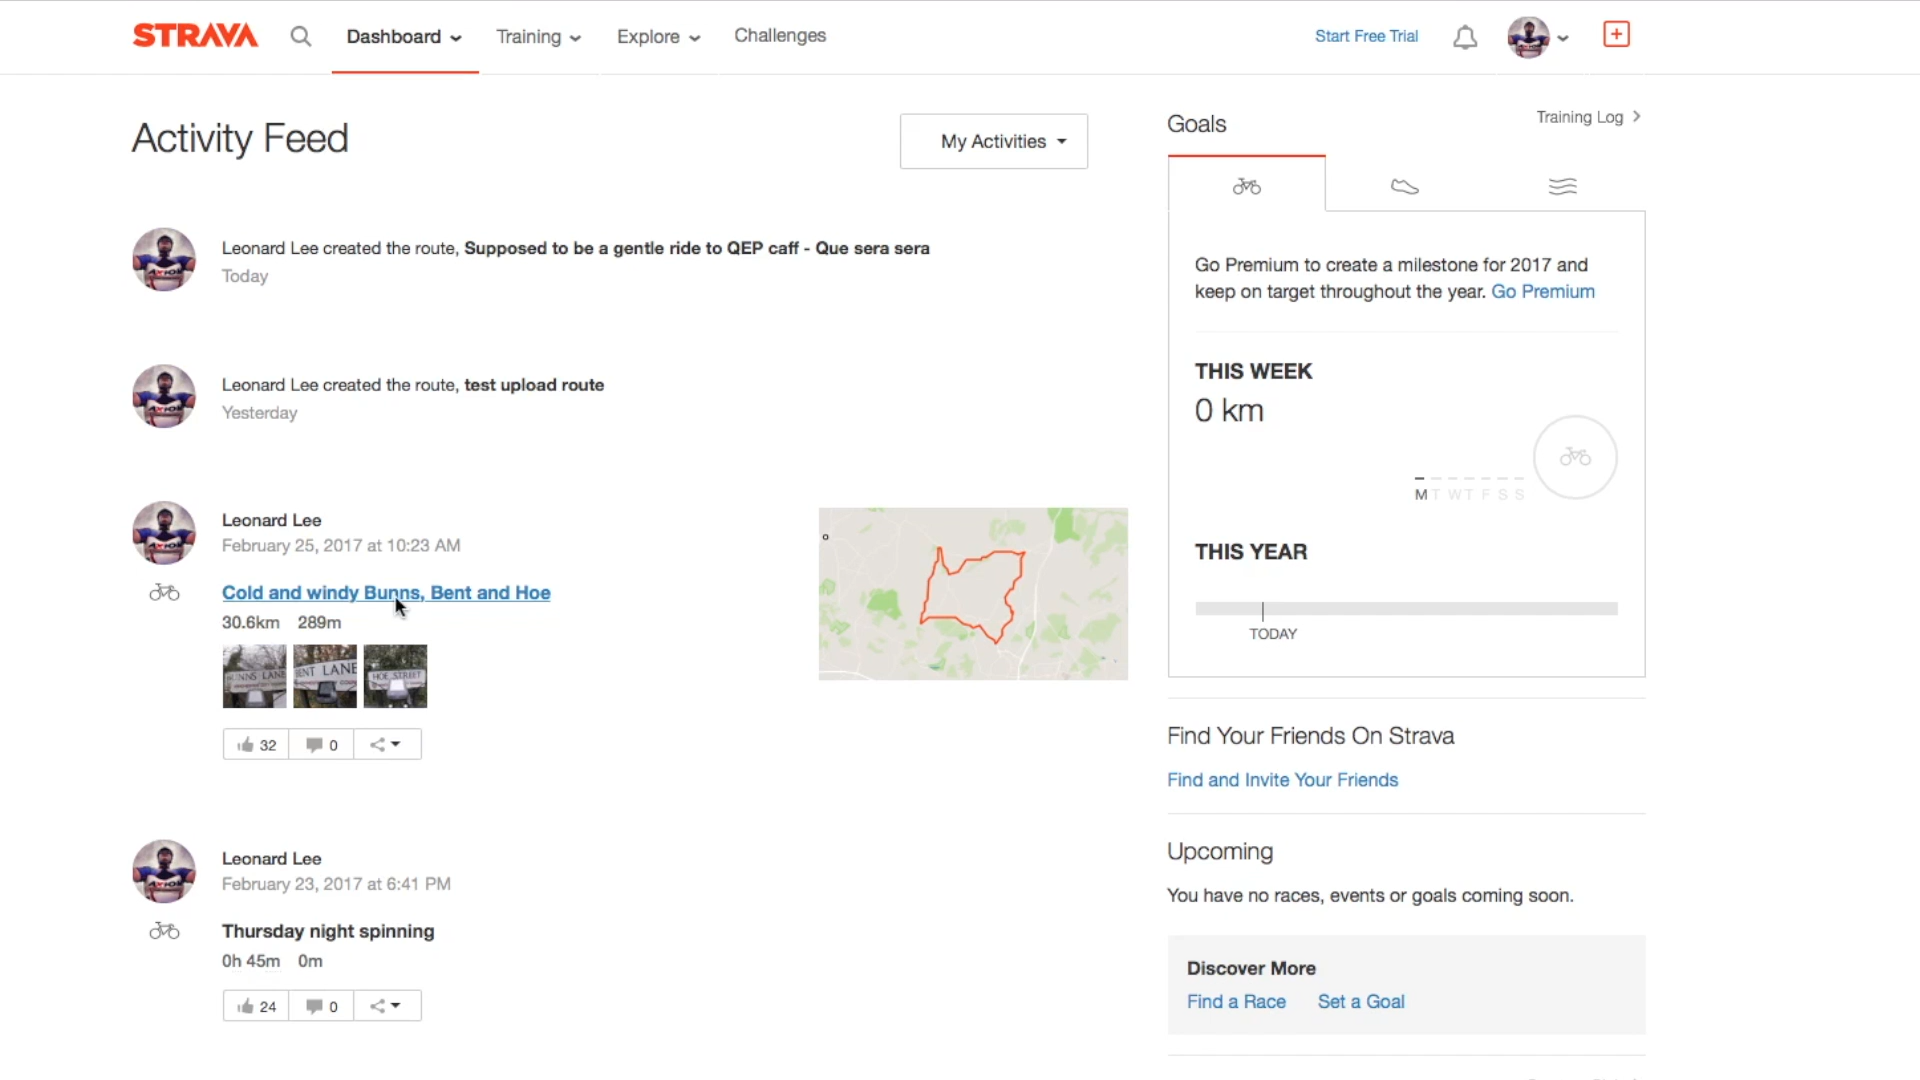 STRAVA
Dashboard
Training
Explore
Challenges
Start Free Trial
Activity Feed
My Activities
Leonard Lee created the route, Supposed to be a gentle ride to QEP caff - Que sera sera
Today
Leonard Lee created the route, test upload route
Yesterday
Leonard Lee
February 25, 2017 at 10:23 AM
Cold and windy Bunns, Bent and Hoe
30.6km 289m
BUNNS LANE
BENT LANE
HOE STREET
32
0
Leonard Lee
February 23, 2017 at 6:41 PM
Thursday night spinning
0h 45m 0m
24
0
Goals
Training Log
Go Premium to create a milestone for 2017 and
keep on target throughout the year. Go Premium
THIS WEEK
0 km
M T W T F S S
THIS YEAR
TODAY
Find Your Friends On Strava
Find and Invite Your Friends
Upcoming
You have no races, events or goals coming soon.
Discover More
Find a Race
Set a Goal